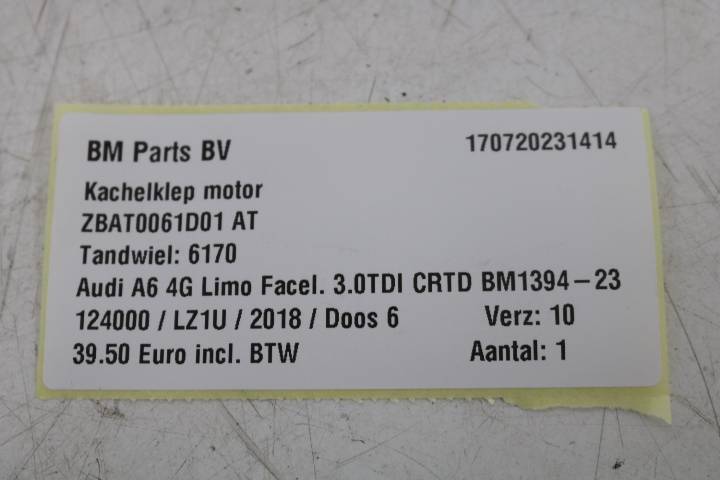 BM Parts BV 170720231414
Kachelklep motor
ZBAT0061D01 AT
Tandwiel: 6170
Audi A6 4G Limo Facel. 3.0TDI CRTD BM1394-23
124000 / LZ1U / 2018 / Doos 6 Verz: 10
39.50 Euro incl. BTW Aantal: 1